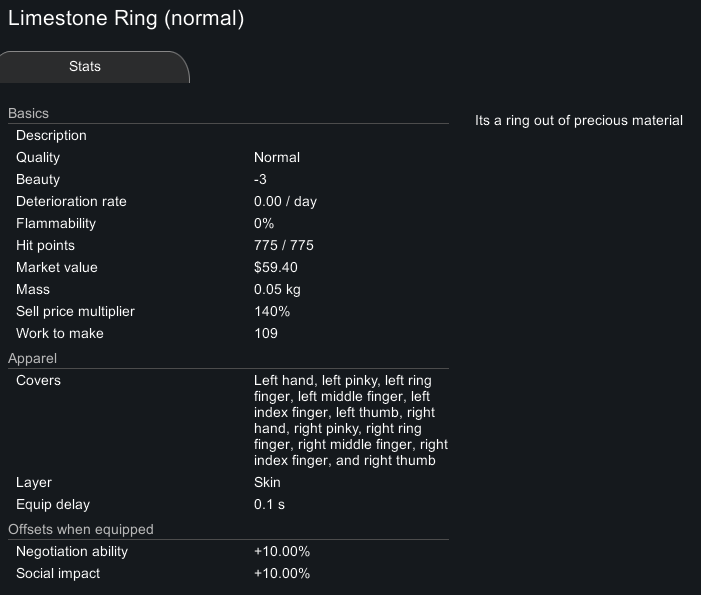 Limestone Ring (normal)
Stats
Basics
Its a ring out of precious material
Description
Quality Normal
Beauty -3
Deterioration rate 0.00 / day
Flammability 0%
Hit points 775 / 775
Market value $59.40
Mass 0.05 kg
Sell price multiplier 140%
Work to make 109
Apparel
Covers Left hand, left pinky, left ring
finger, left middle finger, left
index finger, left thumb, right
hand, right pinky, right ring
finger, right middle finger, right
index finger, and right thumb
Layer Skin
Equip delay 0.1 s
Offsets when equipped
Negotiation ability +10.00%
Social impact +10.00%